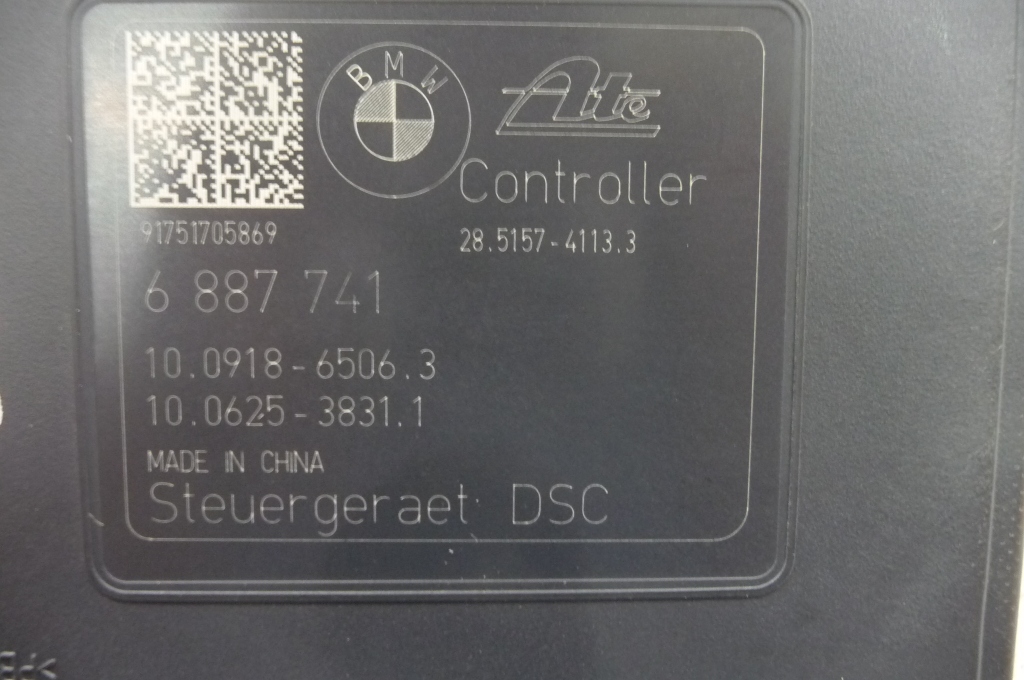 BMW
Ate
Controller
91751705869
28.5157-4113.3
6 887 741
10.0918-6506.3
10.0625-3831.1
MADE IN CHINA
Steuergeraet DSC